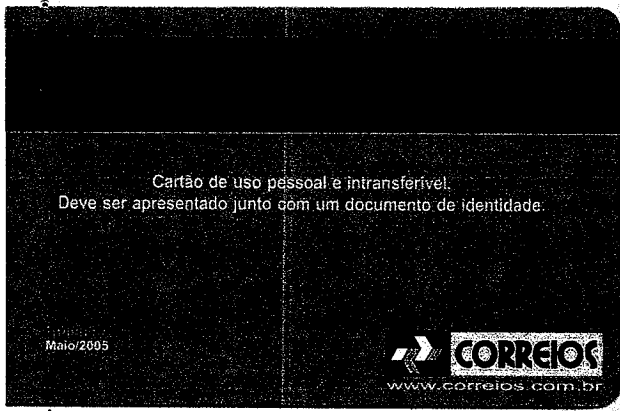 Cartão de uso pessoal e intransferível.
Deve ser apresentado junto com um documento de identidade.
Maio/2005
CORREIOS
www.correios.com.br